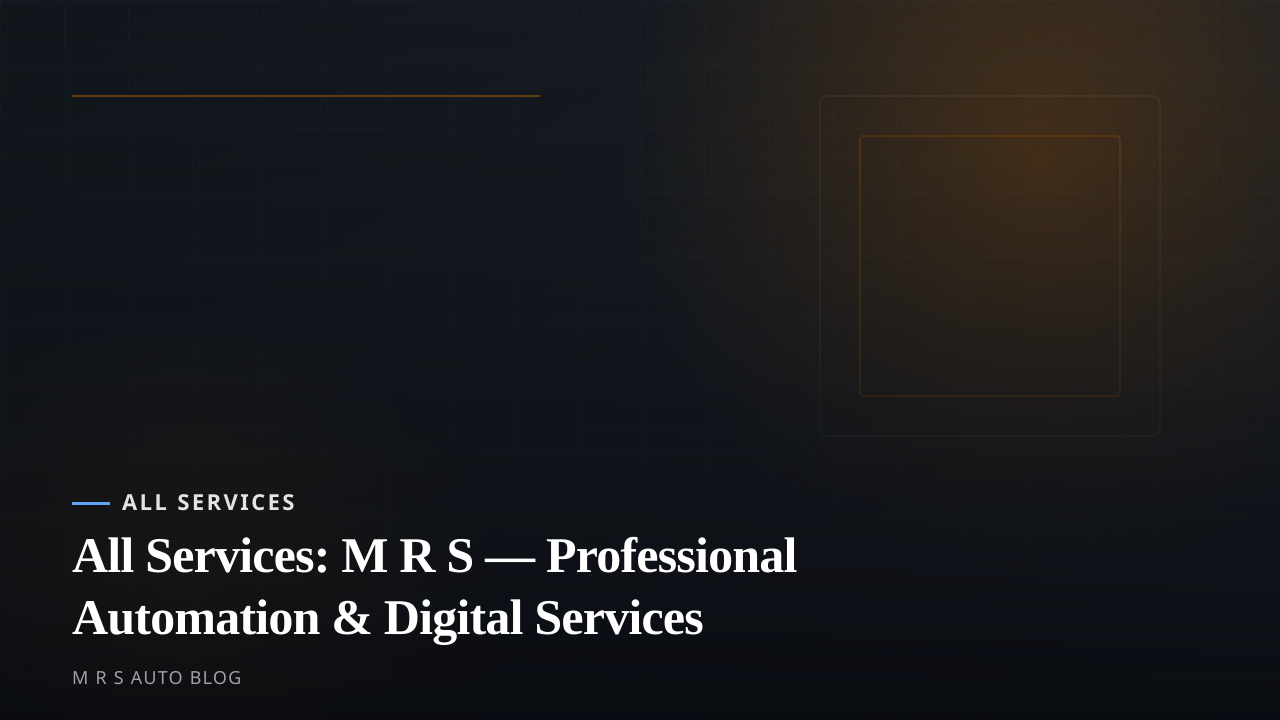 ALL SERVICES
All Services: M R S — Professional
Automation & Digital Services
M R S AUTO BLOG